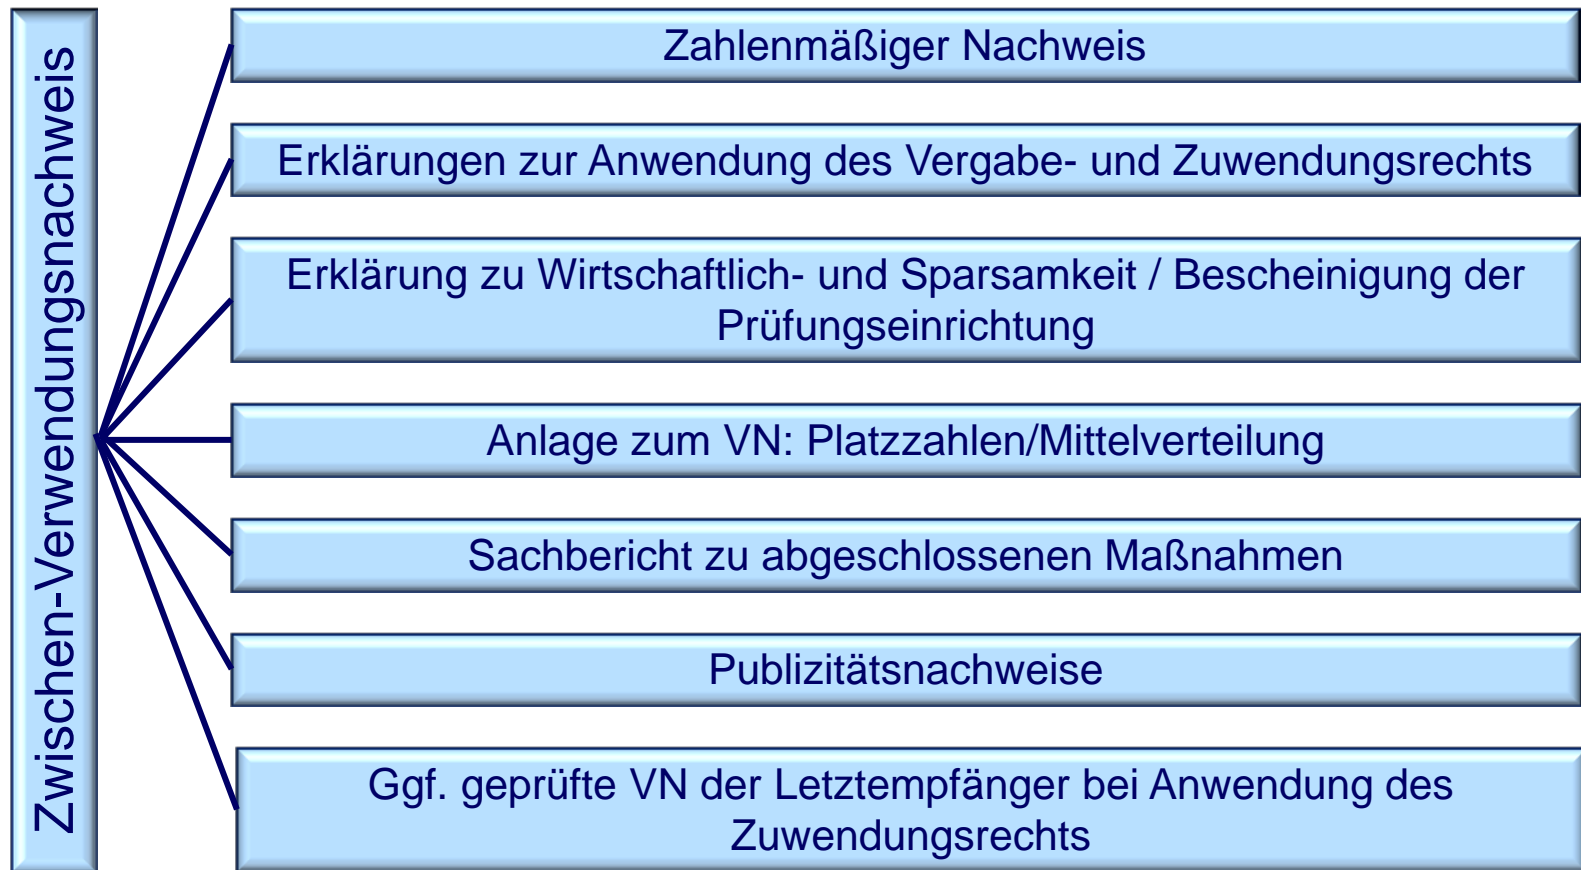 Zwischen-Verwendungsnachweis
Zahlenmäßiger Nachweis
Erklärungen zur Anwendung des Vergabe- und Zuwendungsrechts
Erklärung zu Wirtschaftlich- und Sparsamkeit / Bescheinigung der
Prüfungseinrichtung
Anlage zum VN: Platzzahlen/Mittelverteilung
Sachbericht zu abgeschlossenen Maßnahmen
Publizitätsnachweise
Ggf. geprüfte VN der Letztempfänger bei Anwendung des
Zuwendungsrechts